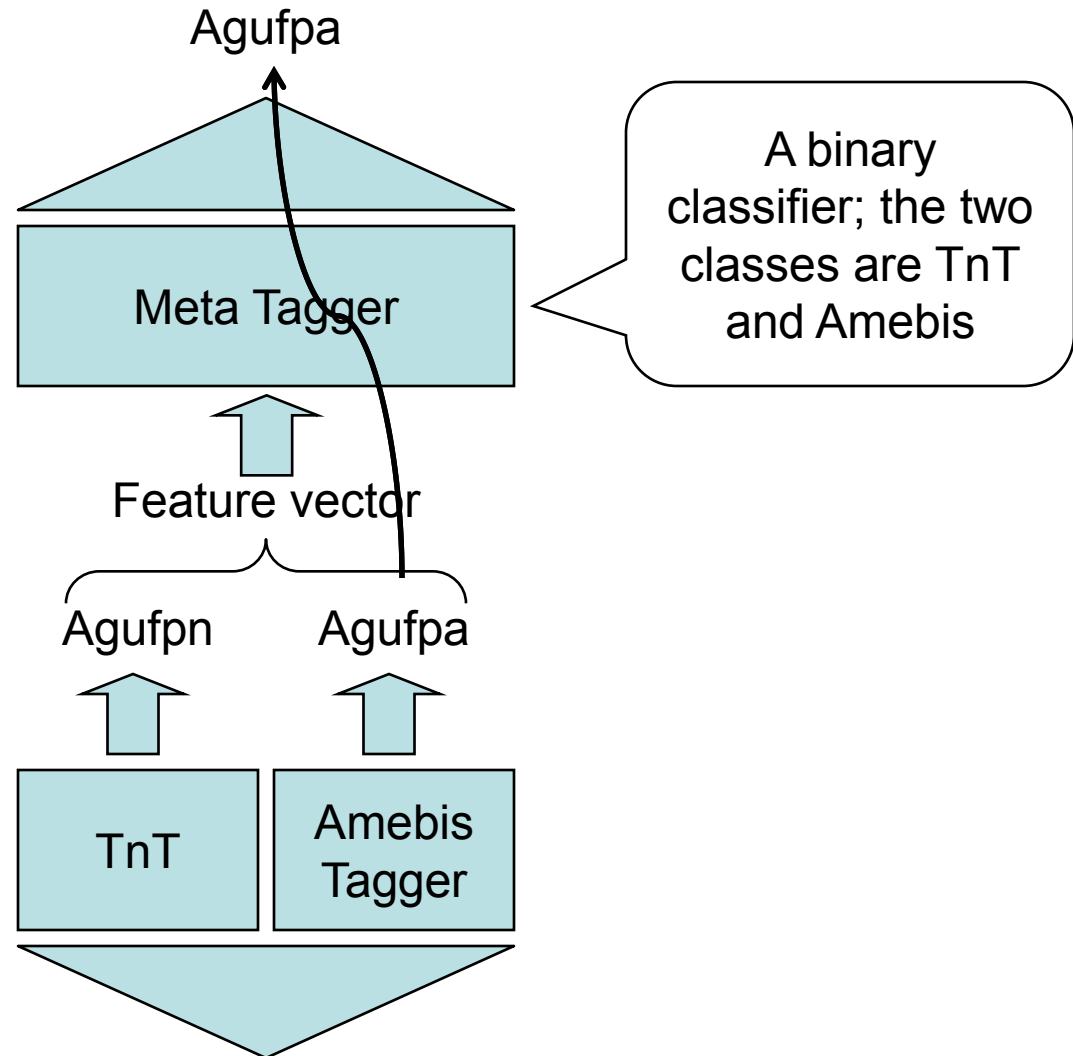 Agufpa
A binary
classifier; the two
classes are TnT
and Amebis
Meta Tagger
Feature vector
Agufpn
Agufpa
TnT
Amebis
Tagger